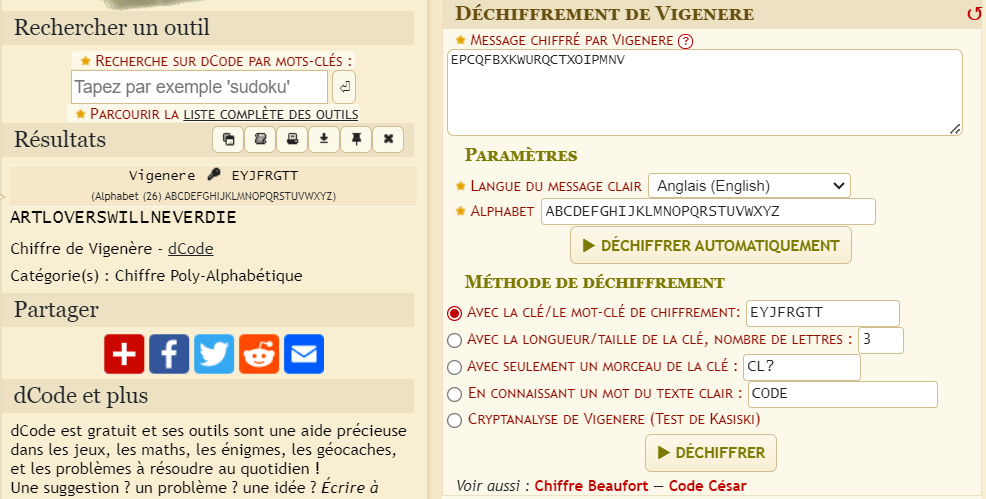 Rechercher un outil
★ Recherche sur dCode par mots-clés :
Tapez par exemple 'sudoku'
★ Parcourir la liste complète des outils
Résultats
Vigenere EYJFRGTT
(Alphabet (26) ABCDEFGHIJKLMNOPQRSTUVWXYZ)
ARTLOVERSWILLNEVERDIE
Chiffre de Vigenère - dCode
Catégorie(s) : Chiffre Poly-Alphabétique
Partager
dCode et plus
dCode est gratuit et ses outils sont une aide précieuse
dans les jeux, les maths, les énigmes, les géocaches,
et les problèmes à résoudre au quotidien !
Une suggestion ? un problème ? une idée ? Écrire à
Déchiffrement de Vigenere
★ Message chiffré par Vigenere ?
EPCQFBXKWURQCTXOIPMNV
Paramètres
★ Langue du message clair Anglais (English)
★ Alphabet ABCDEFGHIJKLMNOPQRSTUVWXYZ
▶ DÉCHIFFRER AUTOMATIQUEMENT
Méthode de déchiffrement
Avec la clé/le mot-clé de chiffrement: EYJFRGTT
Avec la longueur/taille de la clé, nombre de lettres : 3
Avec seulement un morceau de la clé : CL?
En connaissant un mot du texte clair : CODE
Cryptanalyse de Vigenere (Test de Kasiski)
▶ DÉCHIFFRER
Voir aussi : Chiffre Beaufort — Code César